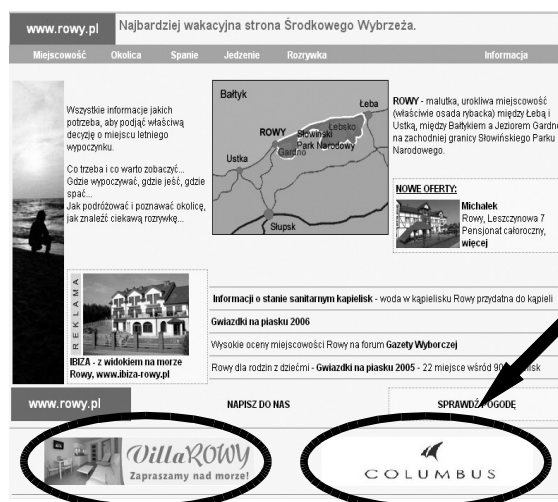 www.rowy.pl
Najbardziej wakacyjna strona Środkowego Wybrzeża.
Miejscowość Okolica Spanie Jedzenie Rozrywka Informacja
Wszystkie informacje jakich
potrzeba, aby podjąć właściwą
decyzję o miejscu letniego
wypoczynku.
Co trzeba i co warto zobaczyć...
Gdzie wypoczywać, gdzie jeść, gdzie
spać...
Jak podróżować i poznawać okolicę,
jak znaleźć ciekawą rozrywkę...
Bałtyk
Łeba
ROWY
Słowiński
Łebsko
Park Narodowy
Gardno
Ustka
Słupsk
ROWY - malutka, urokliwa miejscowość
(właściwie osada rybacka) między Łebą i
Ustką, między Bałtykiem a Jeziorem Gardno
na zachodniej granicy Słowińskiego Parku
Narodowego.
NOWE OFERTY:
Michałek
Rowy, Leszczynowa 7
Pensjonat całoroczny,
więcej
REKLAMA
IBIZA - z widokiem na morze
Rowy, www.ibiza-rowy.pl
Informacji o stanie sanitarnym kapielisk - woda w kąpielisku Rowy przydatna do kąpieli
Gwiazdki na piasku 2006
Wysokie oceny miejscowości Rowy na forum Gazety Wyborczej
Rowy dla rodzin z dziećmi - Gwiazdki na piasku 2005 - 22 miejsce wśród
www.rowy.pl
NAPISZ DO NAS
SPRAWDŹ POGODĘ
VillaROWY
Zapraszamy nad morze!
COLUMBUS